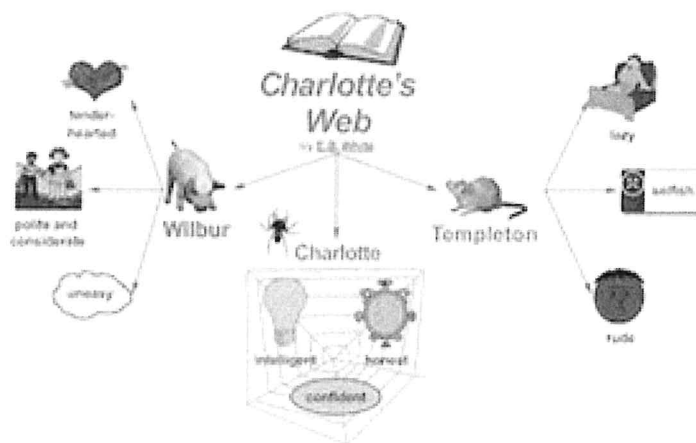 Charlotte's
Web
by E.B. White
tender-
hearted
polite and
considerate
uneasy
Wilbur
Charlotte
intelligent
honest
confident
Templeton
lazy
selfish
rude